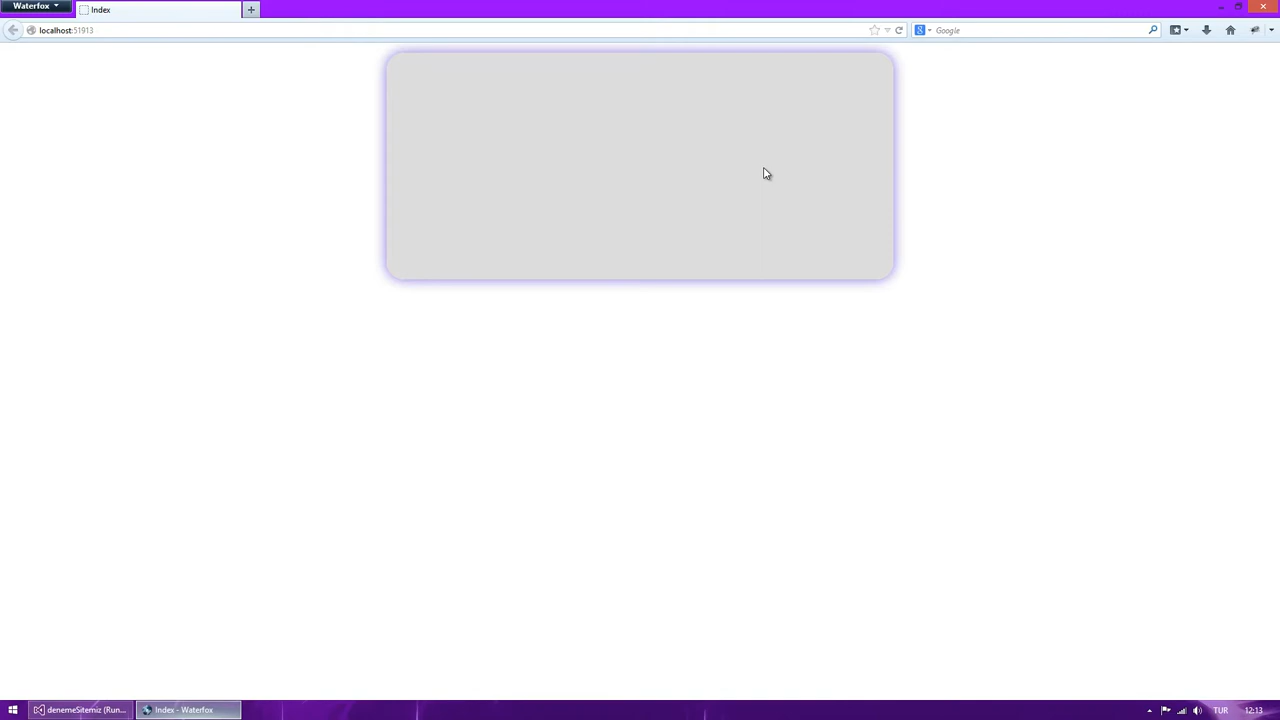 Waterfox
Index
localhost:51913
Google
denemeSitemiz (Run...
Index - Waterfox
TUR
12:13